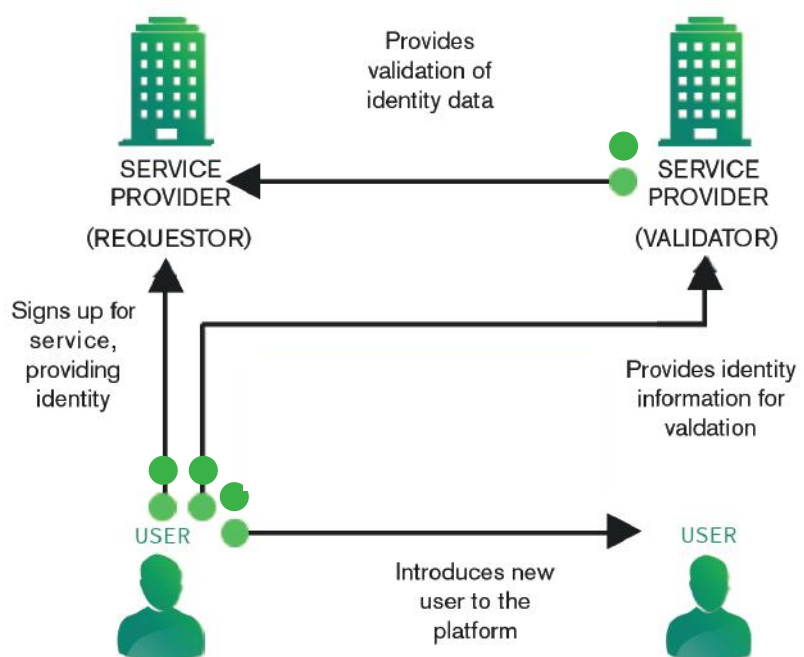 Provides
validation of
identity data
SERVICE
PROVIDER
(REQUESTOR)
SERVICE
PROVIDER
(VALIDATOR)
Signs up for
service,
providing
identity
Provides identity
information for
valdation
USER
USER
Introduces new
user to the
platform